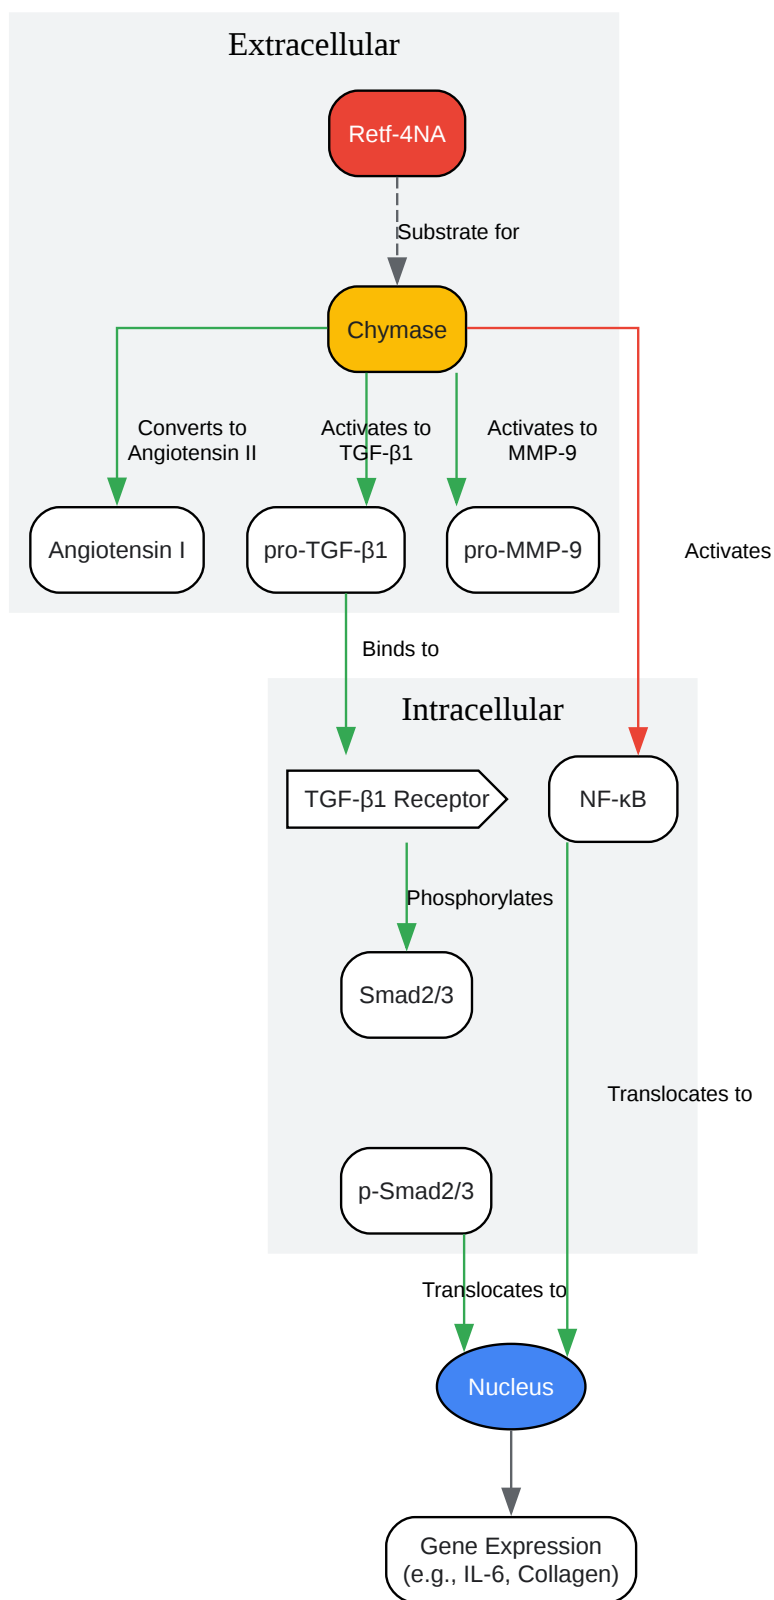 Extracellular
Retf-4NA
Substrate for
Chymase
Converts to
Angiotensin II
Activates to
TGF-β1
Activates to
MMP-9
Angiotensin I
pro-TGF-β1
pro-MMP-9
Activates
Binds to
Intracellular
TGF-β1 Receptor
NF-κB
Phosphorylates
Smad2/3
Translocates to
p-Smad2/3
Translocates to
Nucleus
Gene Expression
(e.g., IL-6, Collagen)